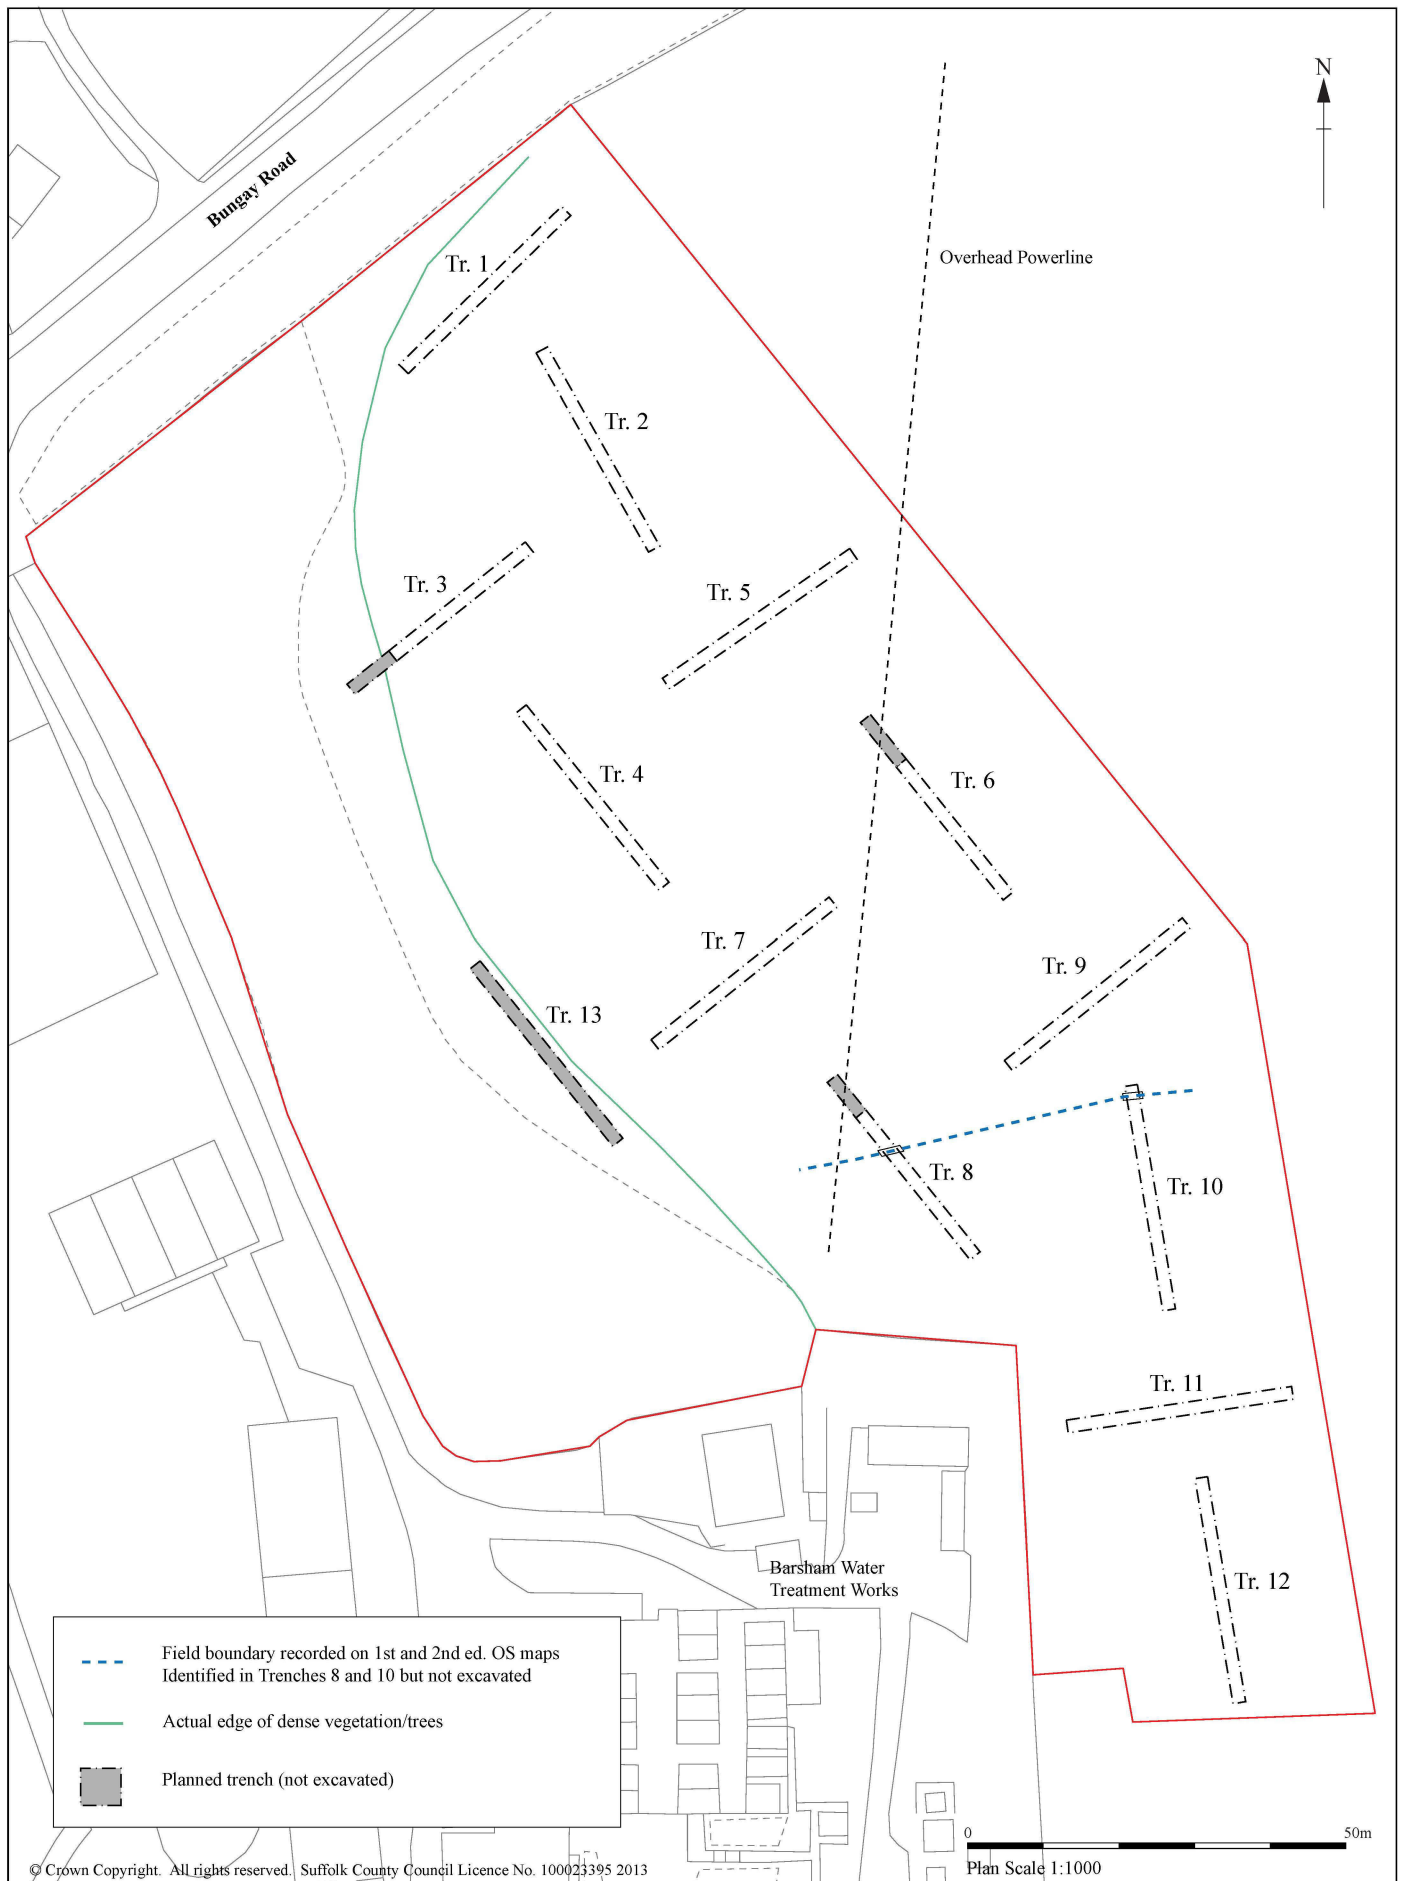 N
Bungay Road
Overhead Powerline
Tr. 1
Tr. 2
Tr. 3
Tr. 5
Tr. 4
Tr. 6
Tr. 7
Tr. 9
Tr. 13
Tr. 8
Tr. 10
Tr. 11
Barsham Water
Treatment Works
Tr. 12
Field boundary recorded on 1st and 2nd ed. OS maps
Identified in Trenches 8 and 10 but not excavated
Actual edge of dense vegetation/trees
Planned trench (not excavated)
0 50m
Plan Scale 1:1000
© Crown Copyright. All rights reserved. Suffolk County Council Licence No. 100023395 2013